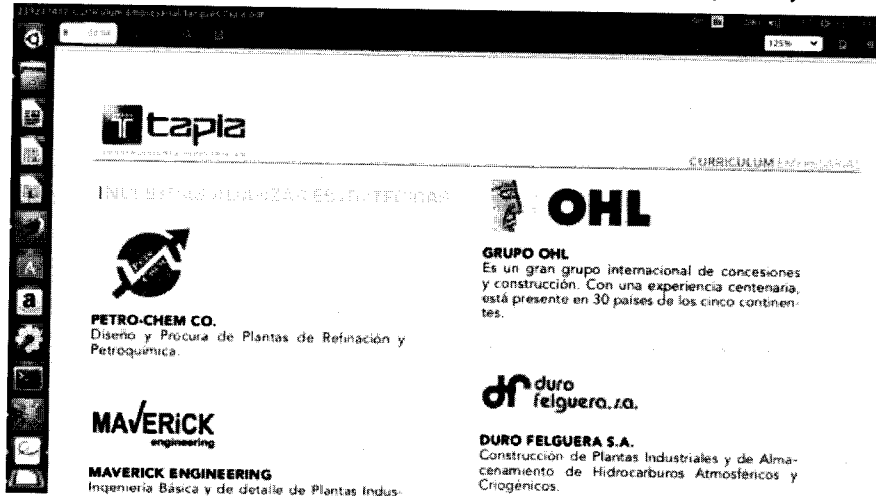 125%
tapia
CURRICULUM EMPRESARIAL
OHL
GRUPO OHL
Es un gran grupo internacional de concesiones
y construcción. Con una experiencia centenaria,
está presente en 30 países de los cinco continen-
tes.
PETRO-CHEM CO.
Diseño y Procura de Plantas de Refinación y
Petroquímica.
duro
felguera, s.a.
DURO FELGUERA S.A.
Construcción de Plantas Industriales y de Alma-
cenamiento de Hidrocarburos Atmosféricos y
Criogénicos.
MAVERiCK
engineering
MAVERICK ENGINEERING
Ingeniería Básica y de detalle de Plantas Indus-